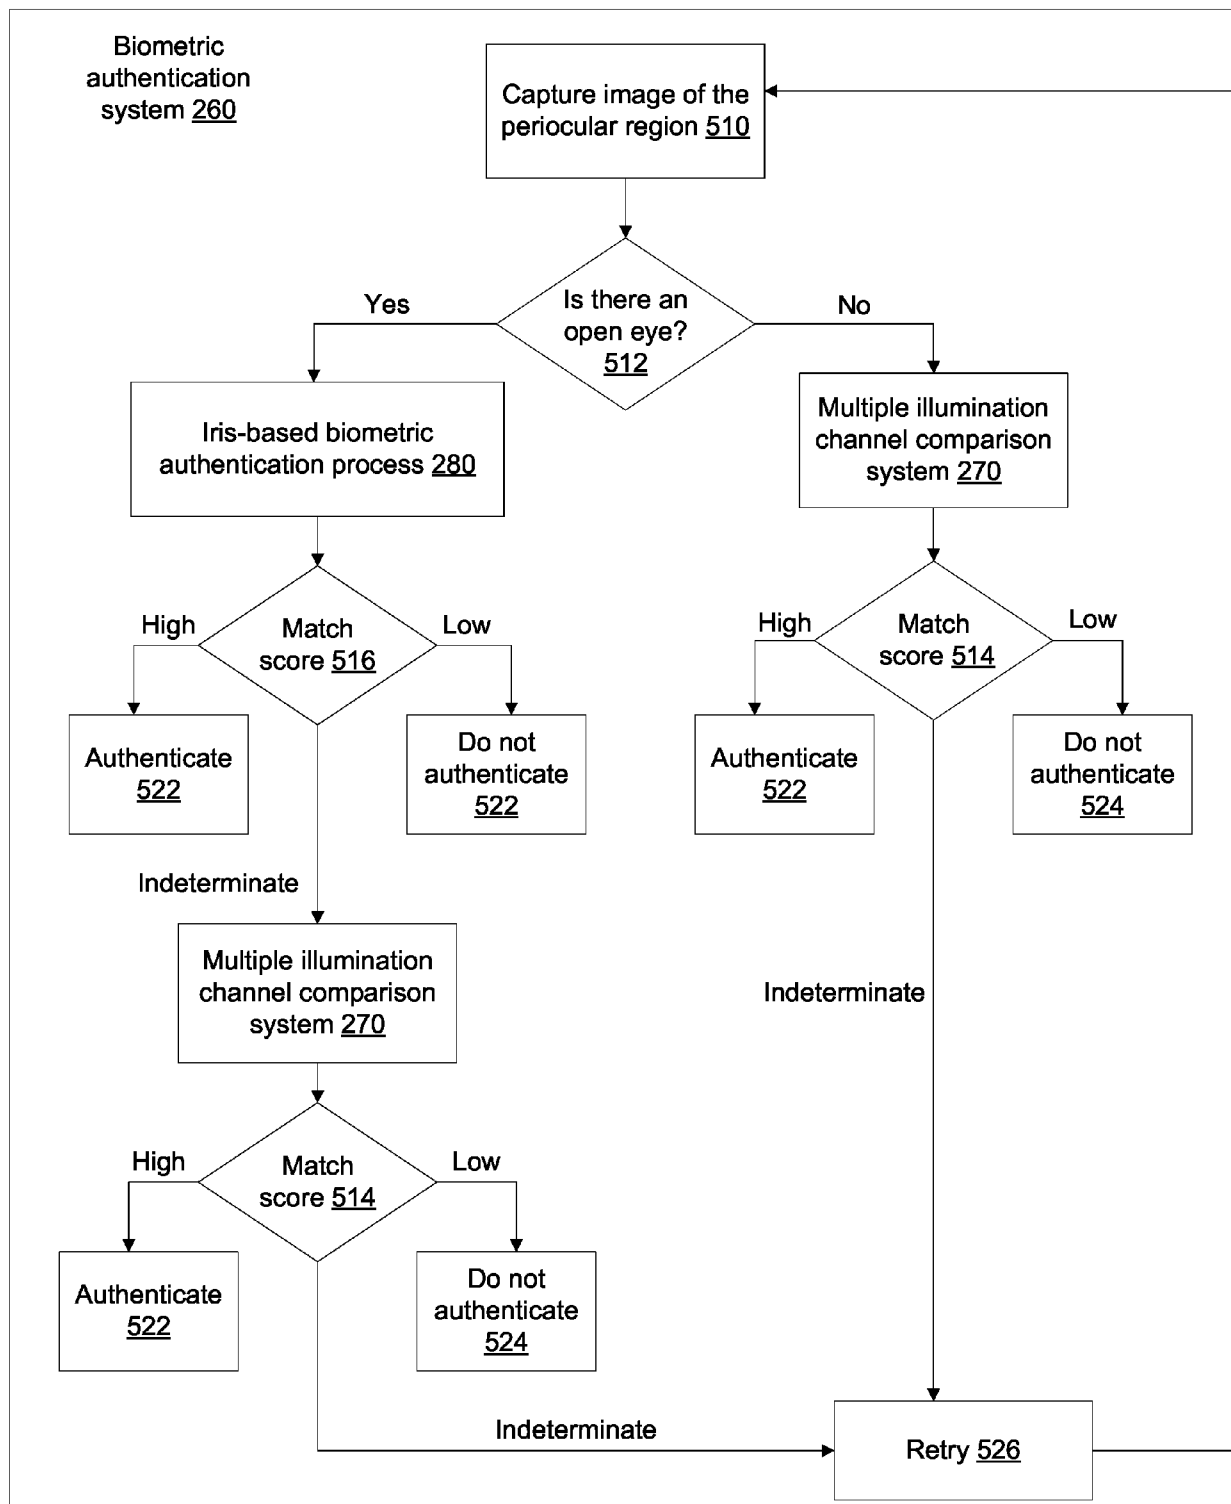 Biometric
authentication
system 260
Capture image of the
periocular region 510
Is there an
open eye?
512
Yes
No
Iris-based biometric
authentication process 280
Multiple illumination
channel comparison
system 270
High
Match
score 516
Low
High
Match
score 514
Low
Authenticate
522
Do not
authenticate
522
Authenticate
522
Do not
authenticate
524
Indeterminate
Multiple illumination
channel comparison
system 270
Indeterminate
High
Match
score 514
Low
Authenticate
522
Do not
authenticate
524
Indeterminate
Retry 526